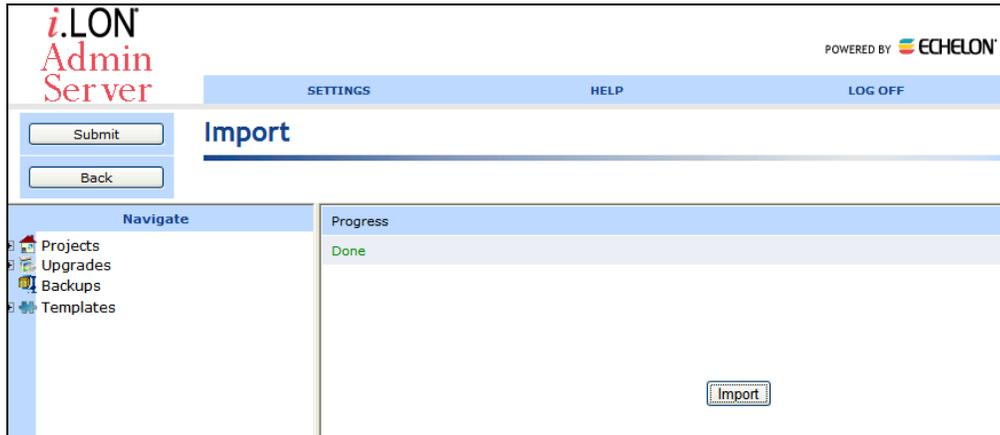 i.LON®
Admin
Server
POWERED BY ECHELON®
SETTINGS HELP LOG OFF
Submit
Import
Back
Navigate
Progress
Projects
Done
Upgrades
Backups
Templates
Import